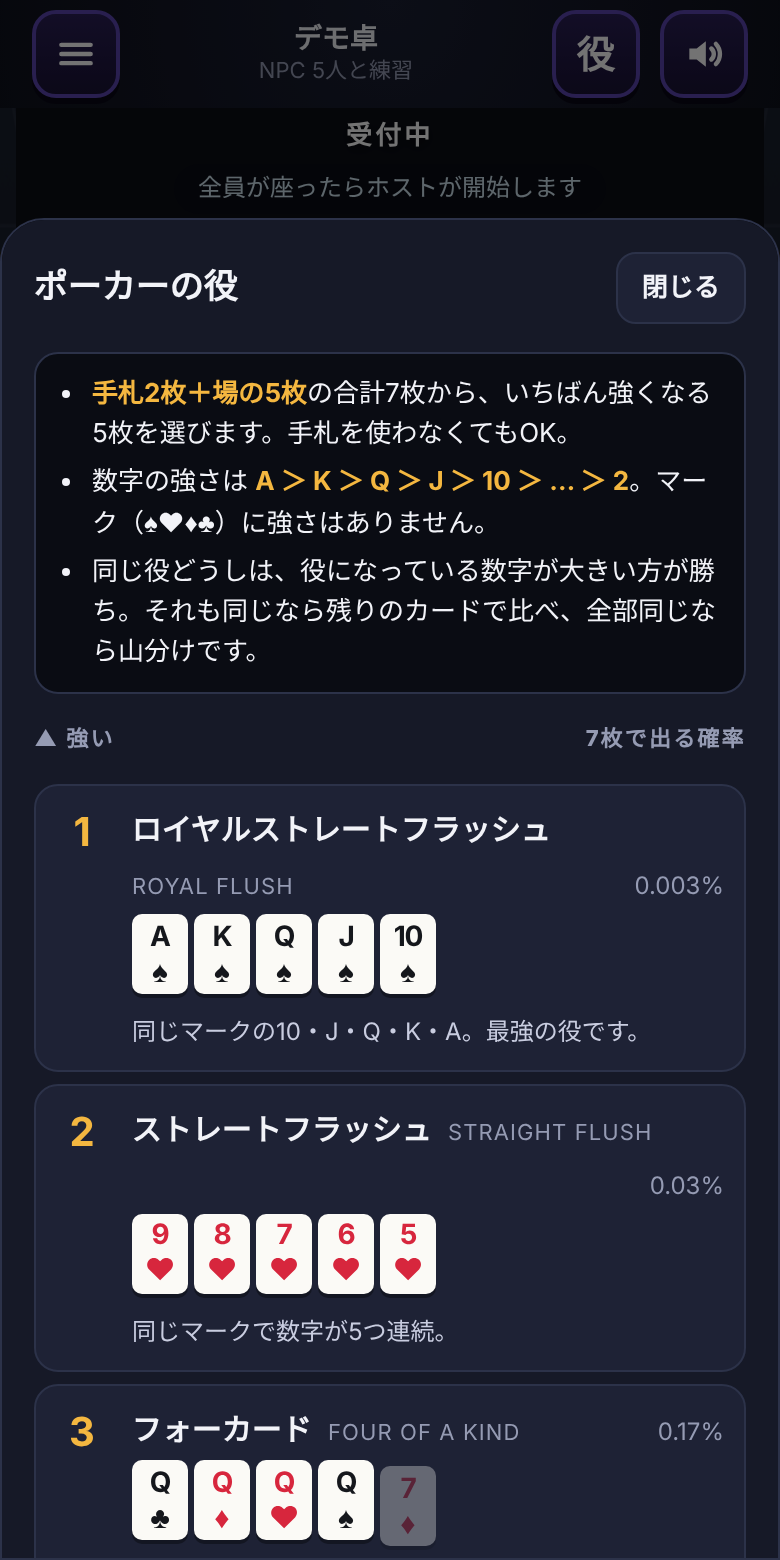 デモ卓
NPC 5人と練習
役
受付中
全員が座ったらホストが開始します
ポーカーの役
閉じる
• 手札2枚＋場の5枚の合計7枚から、いちばん強くなる
5枚を選びます。手札を使わなくてもOK。
• 数字の強さは A ＞ K ＞ Q ＞ J ＞ 10 ＞ … ＞ 2。マー
ク（♠♥♦♣）に強さはありません。
• 同じ役どうしは、役になっている数字が大きい方が勝
ち。それも同じなら残りのカードで比べ、全部同じな
ら山分けです。
▲ 強い
7枚で出る確率
1 ロイヤルストレートフラッシュ
ROYAL FLUSH 0.003%
A K Q J 10
♠ ♠ ♠ ♠ ♠
同じマークの10・J・Q・K・A。最強の役です。
2 ストレートフラッシュ STRAIGHT FLUSH
0.03%
9 8 7 6 5
♥ ♥ ♥ ♥ ♥
同じマークで数字が5つ連続。
3 フォーカード FOUR OF A KIND 0.17%
Q Q Q Q 7
♣ ♦ ♥ ♠ ♦